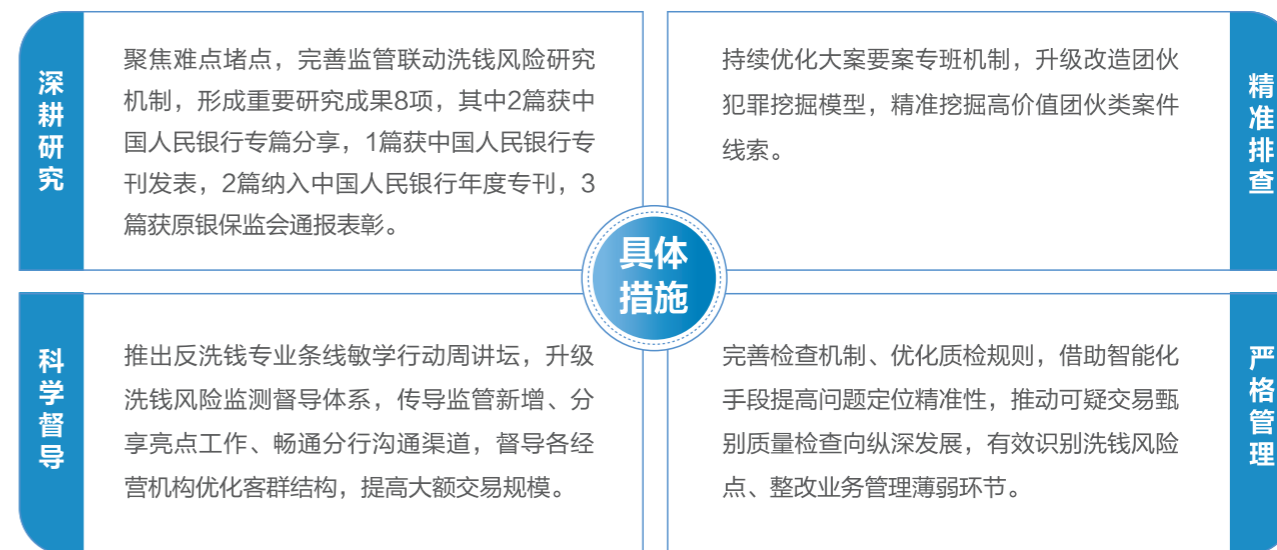 深耕研究
聚焦难点堵点，完善监管联动洗钱风险研究
机制，形成重要研究成果8项，其中2篇获中
国人民银行专篇分享，1篇获中国人民银行专
刊发表，2篇纳入中国人民银行年度专刊，3
篇获原银保监会通报表彰。
持续优化大案要案专班机制，升级改造团伙
犯罪挖掘模型，精准挖掘高价值团伙类案件
线索。
精准排查
具体
措施
科学督导
推出反洗钱专业条线敏学行动周讲坛，升级
洗钱风险监测督导体系，传导监管新增、分
享亮点工作、畅通分行沟通渠道，督导各经
营机构优化客群结构，提高大额交易规模。
完善检查机制、优化质检规则，借助智能化
手段提高问题定位精准性，推动可疑交易甄
别质量检查向纵深发展，有效识别洗钱风险
点、整改业务管理薄弱环节。
严格管理